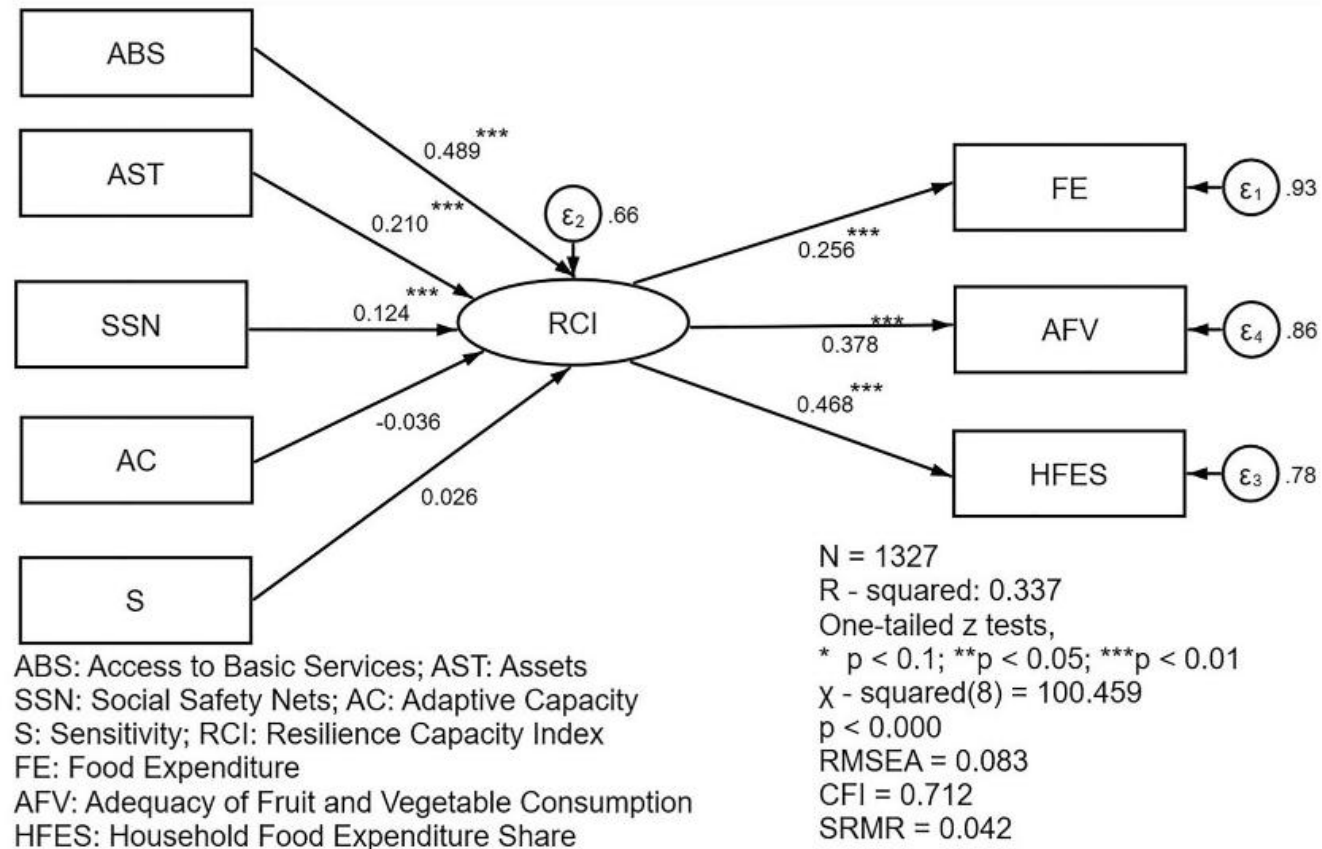 ABS
AST
SSN
AC
S
0.489***
0.210***
0.124***
-0.036
0.026
ε₂ .66
RCI
0.256***
0.378***
0.468***
FE
ε₁ .93
AFV
ε₄ .86
HFES
ε₃ .78
ABS: Access to Basic Services; AST: Assets
SSN: Social Safety Nets; AC: Adaptive Capacity
S: Sensitivity; RCI: Resilience Capacity Index
FE: Food Expenditure
AFV: Adequacy of Fruit and Vegetable Consumption
HFES: Household Food Expenditure Share
N = 1327
R - squared: 0.337
One-tailed z tests,
* p < 0.1; **p < 0.05; ***p < 0.01
χ - squared(8) = 100.459
p < 0.000
RMSEA = 0.083
CFI = 0.712
SRMR = 0.042